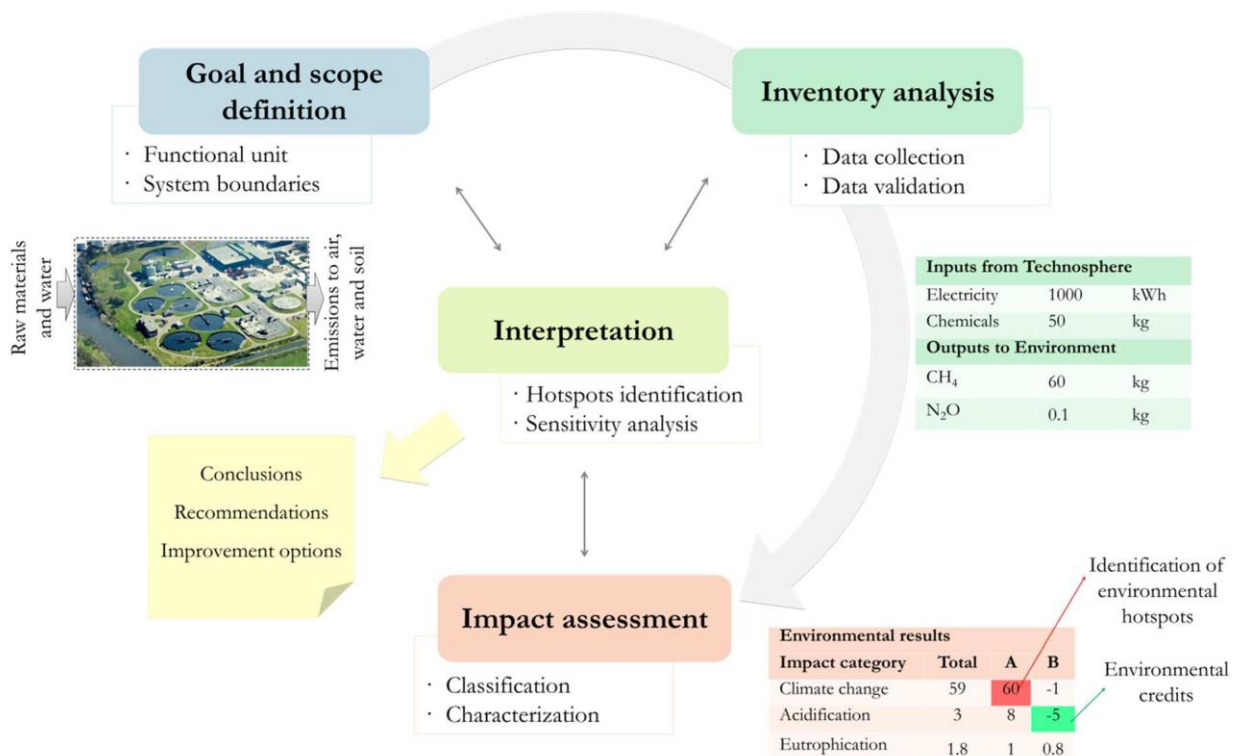 Goal and scope
definition
· Functional unit
· System boundaries
Inventory analysis
· Data collection
· Data validation
Raw materials
and water
Emissions to air,
water and soil
Inputs from Technosphere
Electricity 1000 kWh
Chemicals 50 kg
Outputs to Environment
CH₄ 60 kg
N₂O 0.1 kg
Interpretation
· Hotspots identification
· Sensitivity analysis
Conclusions
Recommendations
Improvement options
Impact assessment
· Classification
· Characterization
Identification of
environmental
hotspots
Environmental
credits
Environmental results
Impact category Total A B
Climate change 59 60 -1
Acidification 3 8 -5
Eutrophication 1.8 1 0.8